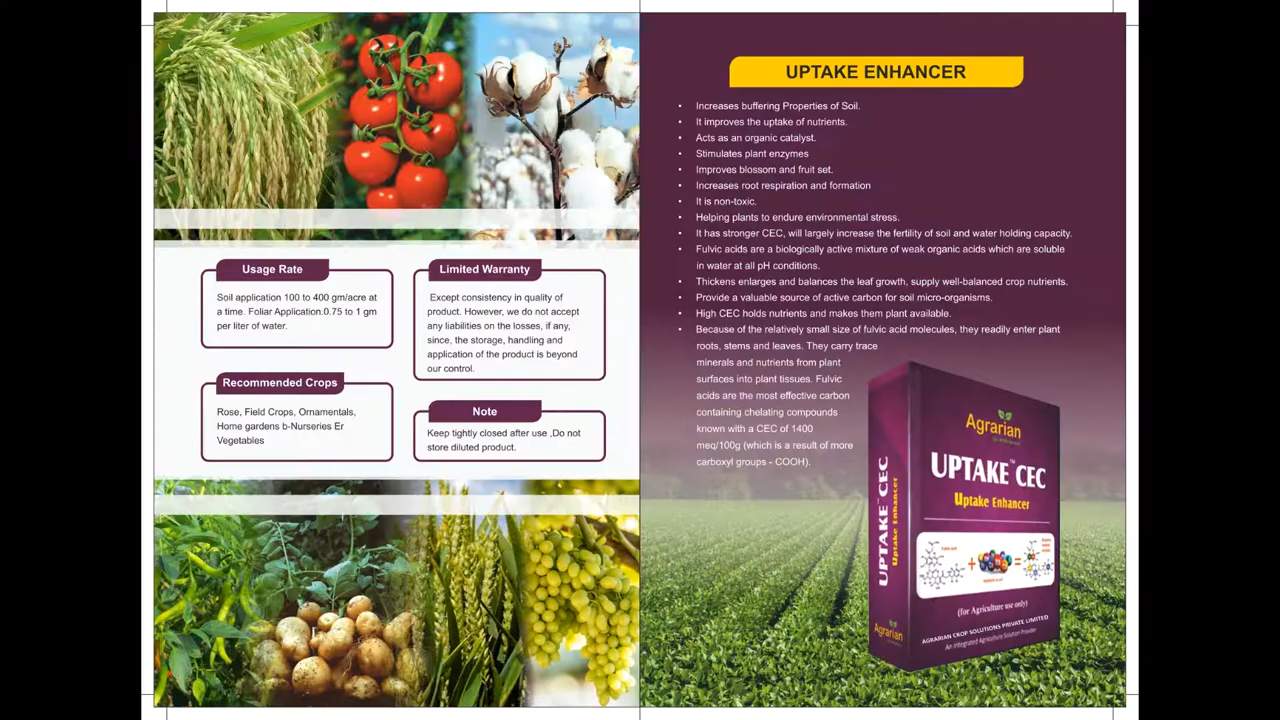 Usage Rate
Soil application 100 to 400 gm/acre at
a time. Foliar Application.0.75 to 1 gm
per liter of water.
Recommended Crops
Rose, Field Crops, Ornamentals,
Home gardens b-Nurseries Er
Vegetables
Limited Warranty
Except consistency in quality of
product. However, we do not accept
any liabilities on the losses, if any,
since, the storage, handling and
application of the product is beyond
our control.
Note
Keep tightly closed after use ,Do not
store diluted product.
UPTAKE ENHANCER
• Increases buffering Properties of Soil.
• It improves the uptake of nutrients.
• Acts as an organic catalyst.
• Stimulates plant enzymes
• Improves blossom and fruit set.
• Increases root respiration and formation
• It is non-toxic.
• Helping plants to endure environmental stress.
• It has stronger CEC, will largely increase the fertility of soil and water holding capacity.
• Fulvic acids are a biologically active mixture of weak organic acids which are soluble
in water at all pH conditions.
• Thickens enlarges and balances the leaf growth, supply well-balanced crop nutrients.
• Provide a valuable source of active carbon for soil micro-organisms.
• High CEC holds nutrients and makes them plant available.
• Because of the relatively small size of fulvic acid molecules, they readily enter plant
roots, stems and leaves. They carry trace
minerals and nutrients from plant
surfaces into plant tissues. Fulvic
acids are the most effective carbon
containing chelating compounds
known with a CEC of 1400
meq/100g (which is a result of more
carboxyl groups - COOH).
Agrarian
UPTAKE™ CEC
Uptake Enhancer
(for Agriculture use only)
AGRARIAN CROP SOLUTIONS PRIVATE LIMITED
An Integrated Agriculture Solution Provider
UPTAKE™ CEC
Uptake Enhancer
Agrarian